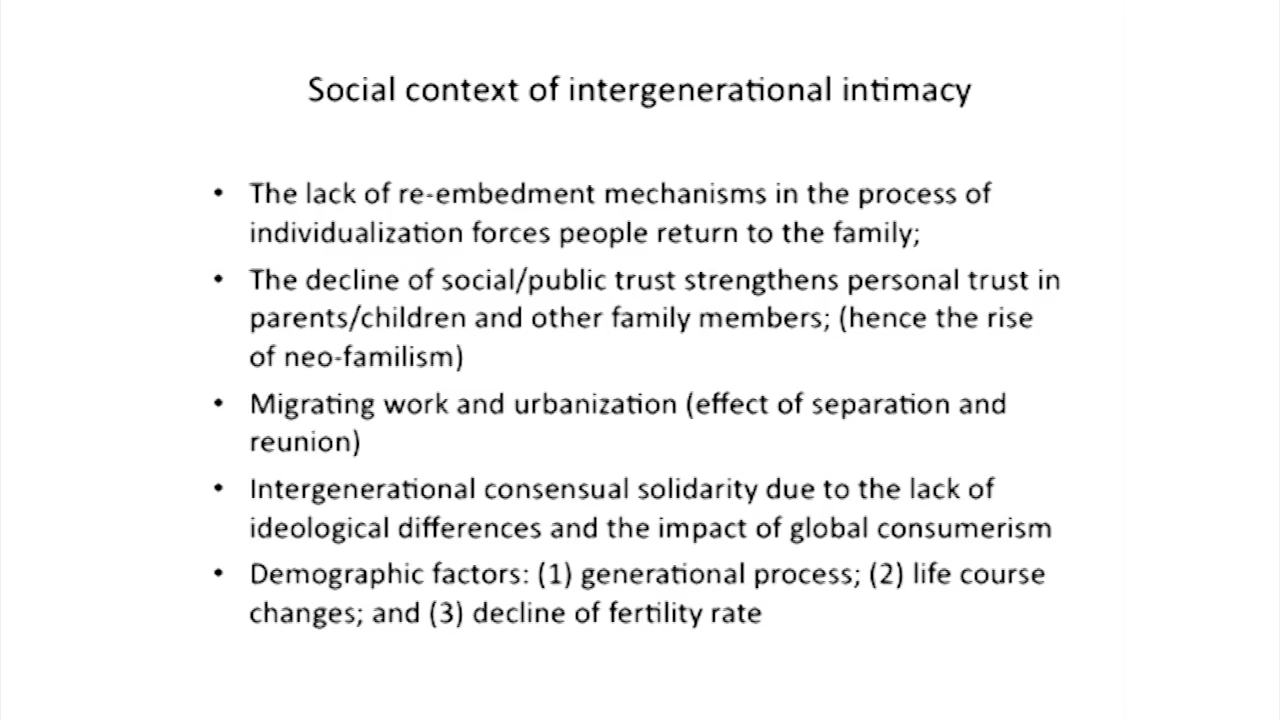 Social context of intergenerational intimacy
• The lack of re-embedment mechanisms in the process of
individualization forces people return to the family;
• The decline of social/public trust strengthens personal trust in
parents/children and other family members; (hence the rise
of neo-familism)
• Migrating work and urbanization (effect of separation and
reunion)
• Intergenerational consensual solidarity due to the lack of
ideological differences and the impact of global consumerism
• Demographic factors: (1) generational process; (2) life course
changes; and (3) decline of fertility rate